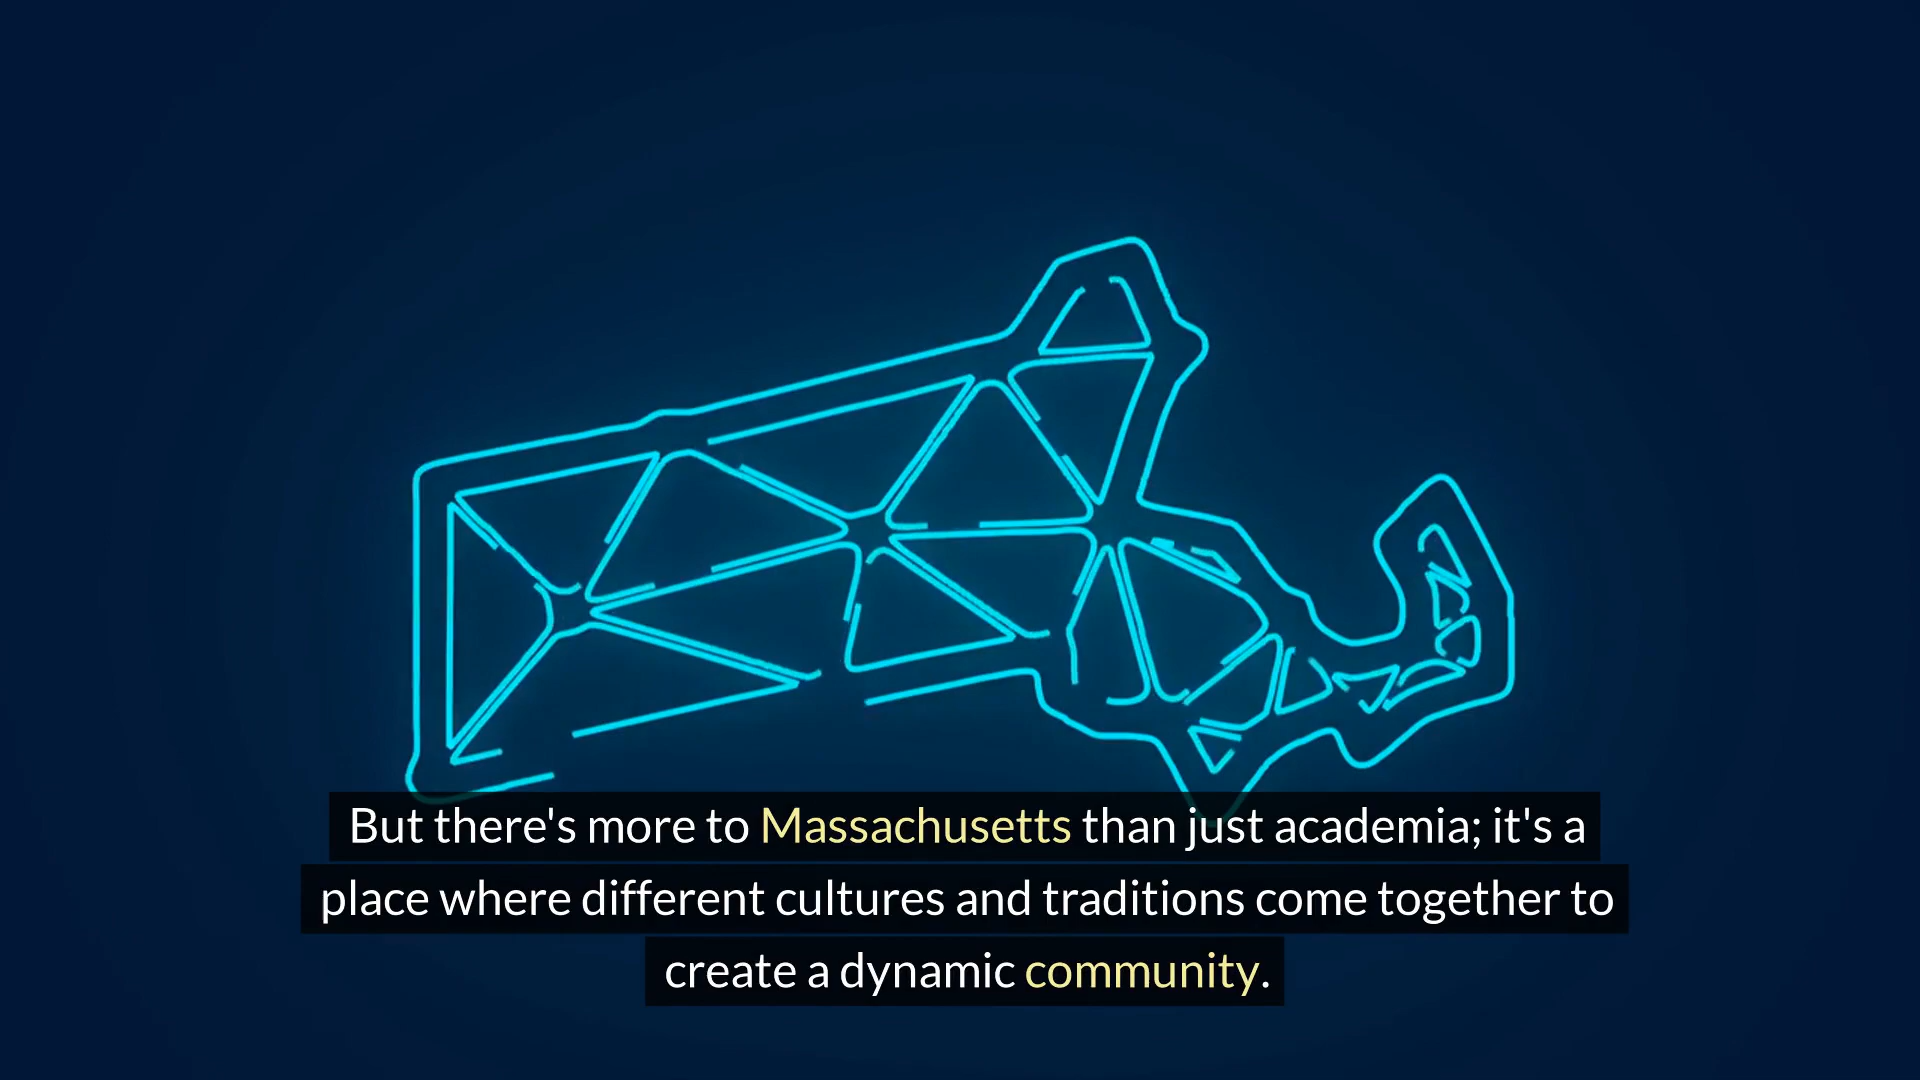 But there's more to Massachusetts than just academia; it's a
place where different cultures and traditions come together to
create a dynamic community.